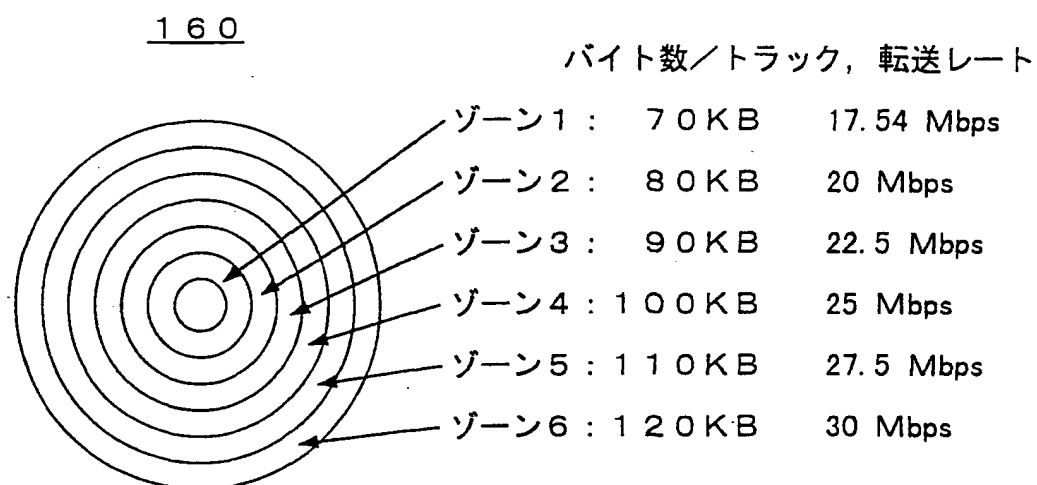 １６０
バイト数／トラック，転送レート
ゾーン１：　７０ＫＢ　17.54 Mbps
ゾーン２：　８０ＫＢ　20 Mbps
ゾーン３：　９０ＫＢ　22.5 Mbps
ゾーン４：１００ＫＢ　25 Mbps
ゾーン５：１１０ＫＢ　27.5 Mbps
ゾーン６：１２０ＫＢ　30 Mbps